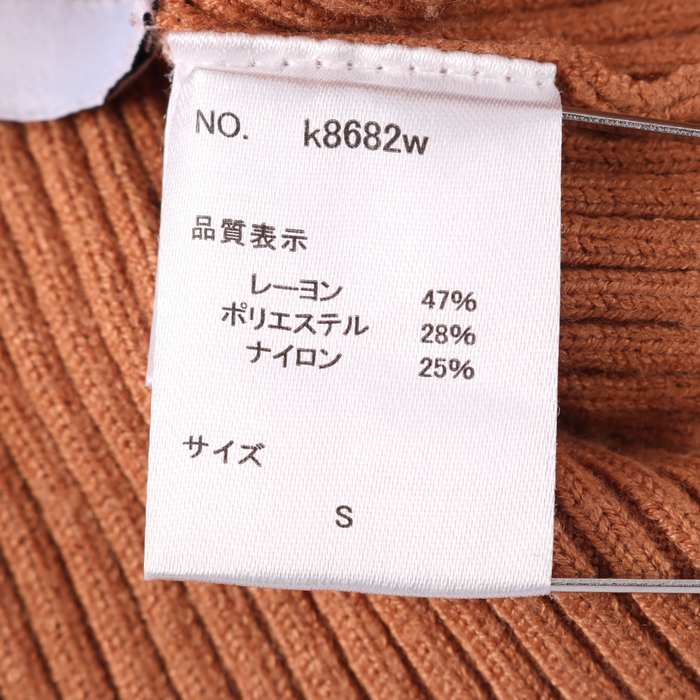 NO. k8682w
品質表示
レーヨン 47%
ポリエステル 28%
ナイロン 25%
サイズ
S